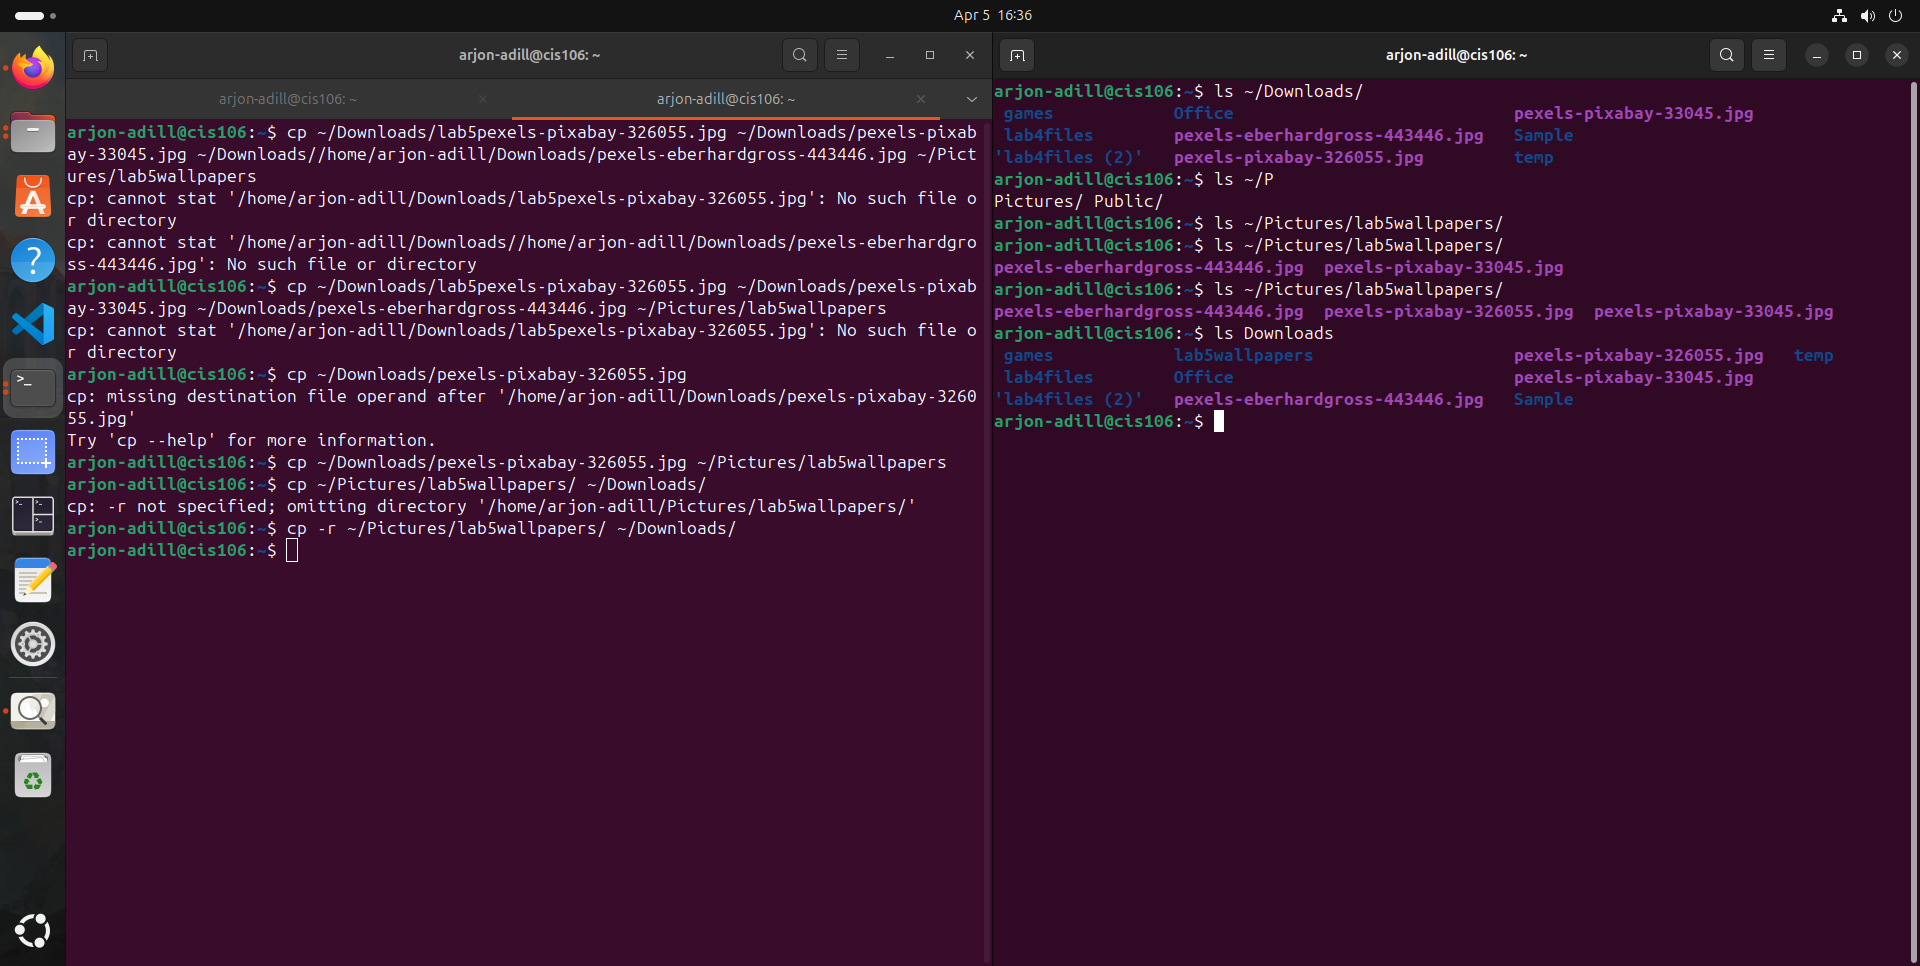 Apr 5 16:36
arjon-adill@cis106: ~
arjon-adill@cis106: ~
arjon-adill@cis106: ~
arjon-adill@cis106:~$ cp ~/Downloads/lab5pexels-pixabay-326055.jpg ~/Downloads/pexels-pixab
ay-33045.jpg ~/Downloads//home/arjon-adill/Downloads/pexels-eberhardgross-443446.jpg ~/Pict
ures/lab5wallpapers
cp: cannot stat '/home/arjon-adill/Downloads/lab5pexels-pixabay-326055.jpg': No such file o
r directory
cp: cannot stat '/home/arjon-adill/Downloads//home/arjon-adill/Downloads/pexels-eberhardgro
ss-443446.jpg': No such file or directory
arjon-adill@cis106:~$ cp ~/Downloads/lab5pexels-pixabay-326055.jpg ~/Downloads/pexels-pixab
ay-33045.jpg ~/Downloads/pexels-eberhardgross-443446.jpg ~/Pictures/lab5wallpapers
cp: cannot stat '/home/arjon-adill/Downloads/lab5pexels-pixabay-326055.jpg': No such file o
r directory
arjon-adill@cis106:~$ cp ~/Downloads/pexels-pixabay-326055.jpg
cp: missing destination file operand after '/home/arjon-adill/Downloads/pexels-pixabay-3260
55.jpg'
Try 'cp --help' for more information.
arjon-adill@cis106:~$ cp ~/Downloads/pexels-pixabay-326055.jpg ~/Pictures/lab5wallpapers
arjon-adill@cis106:~$ cp ~/Pictures/lab5wallpapers/ ~/Downloads/
cp: -r not specified; omitting directory '/home/arjon-adill/Pictures/lab5wallpapers/'
arjon-adill@cis106:~$ cp -r ~/Pictures/lab5wallpapers/ ~/Downloads/
arjon-adill@cis106:~$
arjon-adill@cis106: ~
arjon-adill@cis106:~$ ls ~/Downloads/
games Office pexels-pixabay-33045.jpg
lab4files pexels-eberhardgross-443446.jpg Sample
'lab4files (2)' pexels-pixabay-326055.jpg temp
arjon-adill@cis106:~$ ls ~/P
Pictures/ Public/
arjon-adill@cis106:~$ ls ~/Pictures/lab5wallpapers/
arjon-adill@cis106:~$ ls ~/Pictures/lab5wallpapers/
pexels-eberhardgross-443446.jpg pexels-pixabay-33045.jpg
arjon-adill@cis106:~$ ls ~/Pictures/lab5wallpapers/
pexels-eberhardgross-443446.jpg pexels-pixabay-326055.jpg pexels-pixabay-33045.jpg
arjon-adill@cis106:~$ ls Downloads
games lab5wallpapers pexels-pixabay-326055.jpg temp
lab4files Office pexels-pixabay-33045.jpg
'lab4files (2)' pexels-eberhardgross-443446.jpg Sample
arjon-adill@cis106:~$